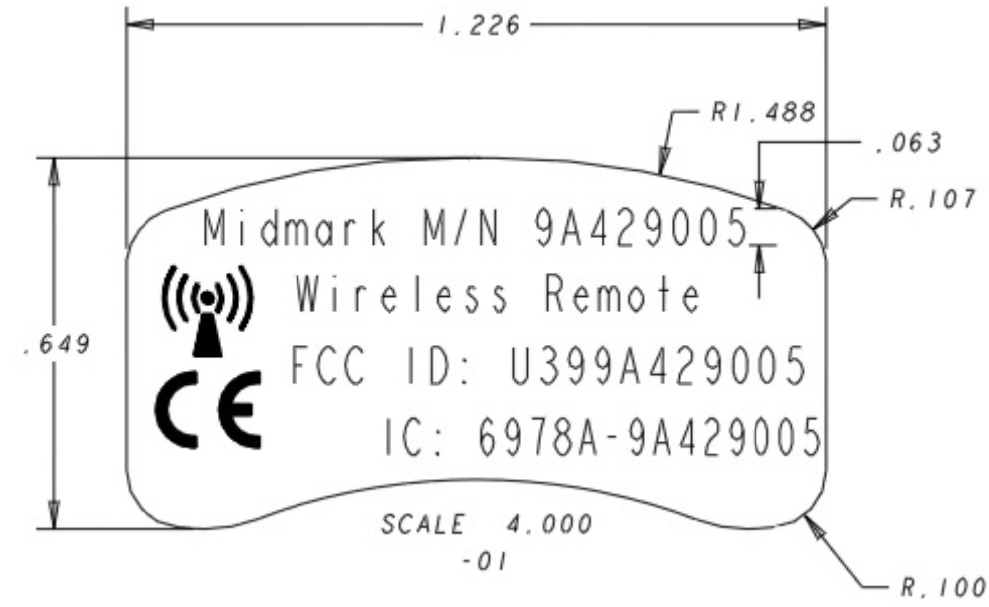 1.226
R1.488
.063
R.107
Midmark M/N 9A429005
Wireless Remote
.649
FCC ID: U399A429005
CE
IC: 6978A-9A429005
SCALE 4.000
-01
R.100